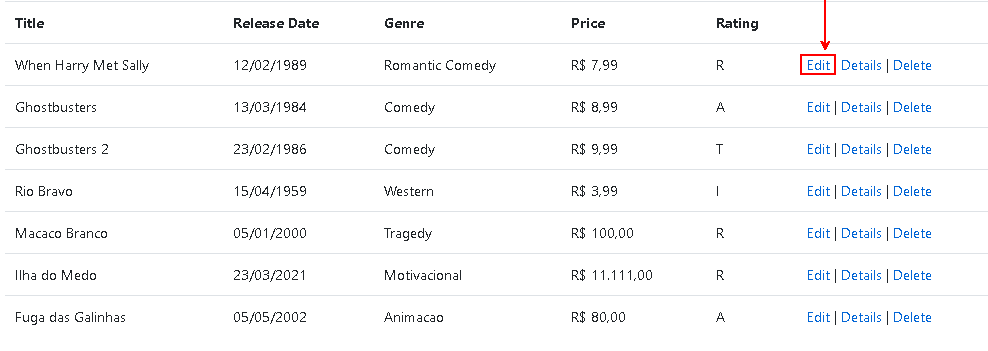 Title Release Date Genre Price Rating
When Harry Met Sally 12/02/1989 Romantic Comedy R$ 7,99 R Edit | Details | Delete
Ghostbusters 13/03/1984 Comedy R$ 8,99 A Edit | Details | Delete
Ghostbusters 2 23/02/1986 Comedy R$ 9,99 T Edit | Details | Delete
Rio Bravo 15/04/1959 Western R$ 3,99 I Edit | Details | Delete
Macaco Branco 05/01/2000 Tragedy R$ 100,00 R Edit | Details | Delete
Ilha do Medo 23/03/2021 Motivacional R$ 11.111,00 R Edit | Details | Delete
Fuga das Galinhas 05/05/2002 Animacao R$ 80,00 A Edit | Details | Delete